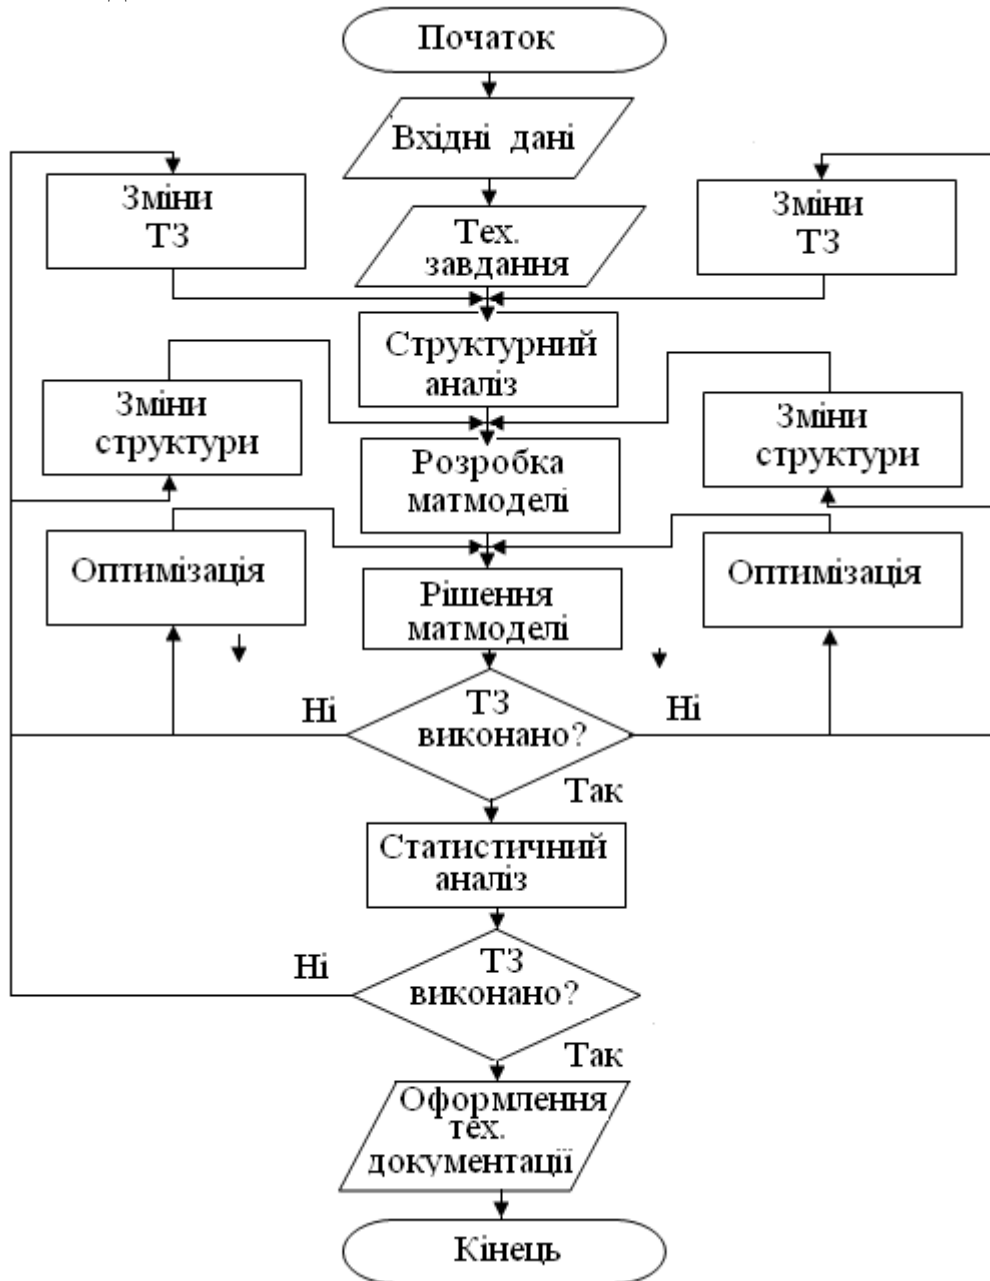 Початок
Вхідні дані
Зміни
ТЗ
Тех.
завдання
Зміни
ТЗ
Структурний
аналіз
Зміни
структури
Розробка
матмоделі
Зміни
структури
Оптимізація
Рішення
матмоделі
Оптимізація
Ні
ТЗ
виконано?
Ні
Так
Статистичний
аналіз
Ні
ТЗ
виконано?
Так
Оформлення
тех.
документації
Кінець